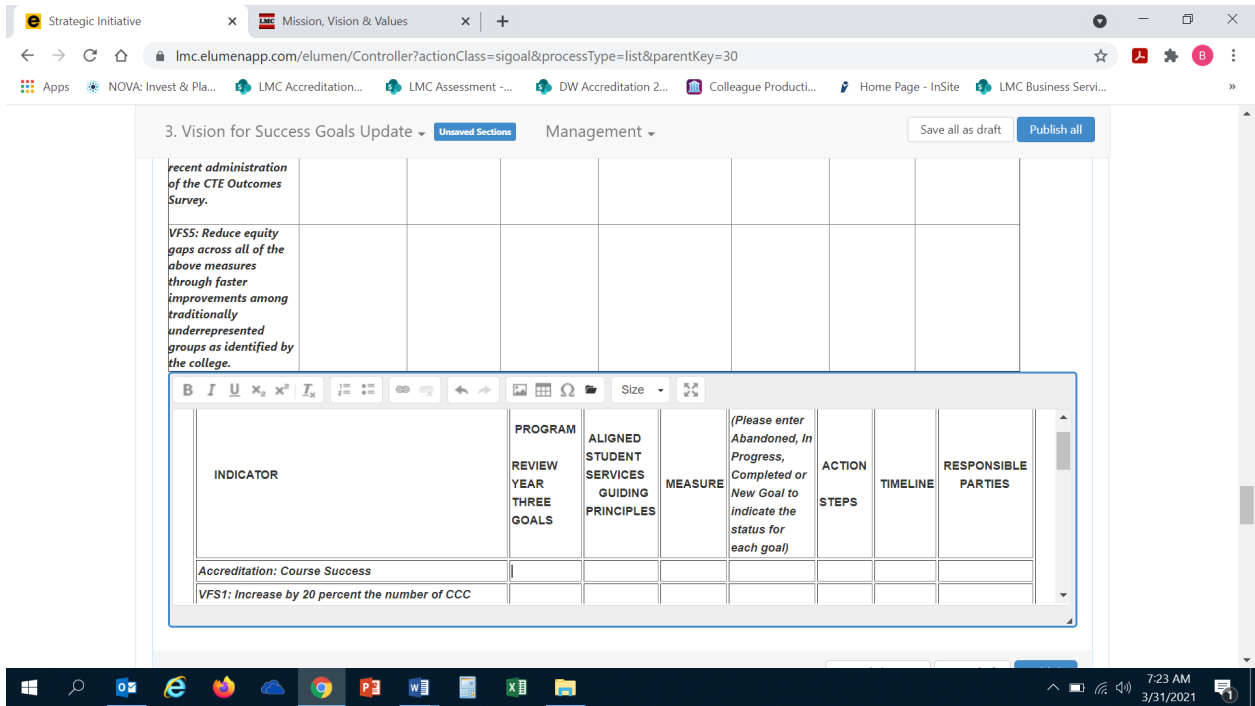 Strategic Initiative
LMC Mission, Vision & Values
lmc.elumenapp.com/elumen/Controller?actionClass=sigoal&processType=list&parentKey=30
B
Apps NOVA: Invest & Pla... LMC Accreditation... LMC Assessment -... DW Accreditation 2... Colleague Producti... Home Page - InSite LMC Business Servi... »
3. Vision for Success Goals Update Unsaved Sections Management Save all as draft Publish all
recent administration
of the CTE Outcomes
Survey.
VFS5: Reduce equity
gaps across all of the
above measures
through faster
improvements among
traditionally
underrepresented
groups as identified by
the college.
B I U x₂ x² Tx Ω Size
INDICATOR
PROGRAM
REVIEW
YEAR
THREE
GOALS
ALIGNED
STUDENT
SERVICES
GUIDING
PRINCIPLES
MEASURE
(Please enter
Abandoned, In
Progress,
Completed or
New Goal to
indicate the
status for
each goal)
ACTION
STEPS
TIMELINE
RESPONSIBLE
PARTIES
Accreditation: Course Success
VFS1: Increase by 20 percent the number of CCC
7:23 AM
3/31/2021
1